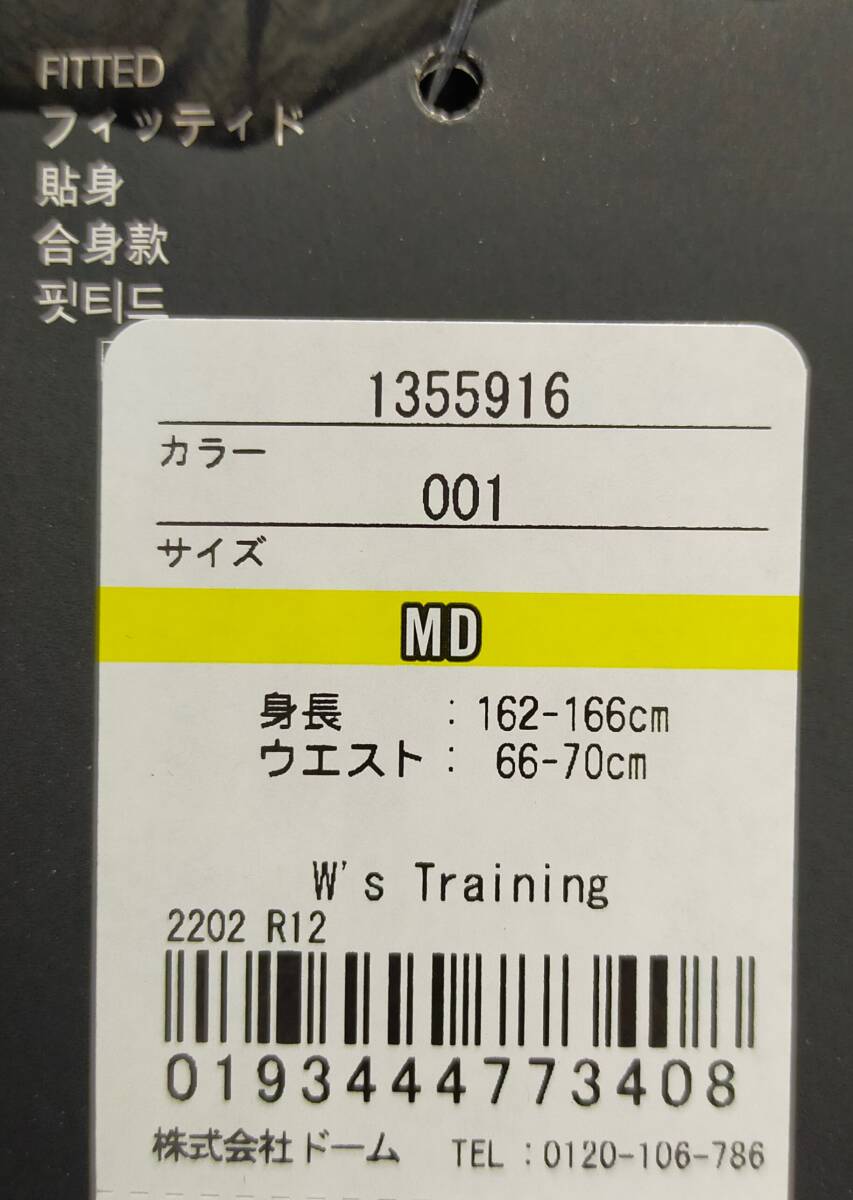 FITTED
フィッティド
貼身
合身款
핏티드
1355916
カラー
001
サイズ
MD
身長 : 162-166cm
ウエスト : 66-70cm
W's Training
2202 R12
0193444773408
株式会社ドーム TEL : 0120-106-786